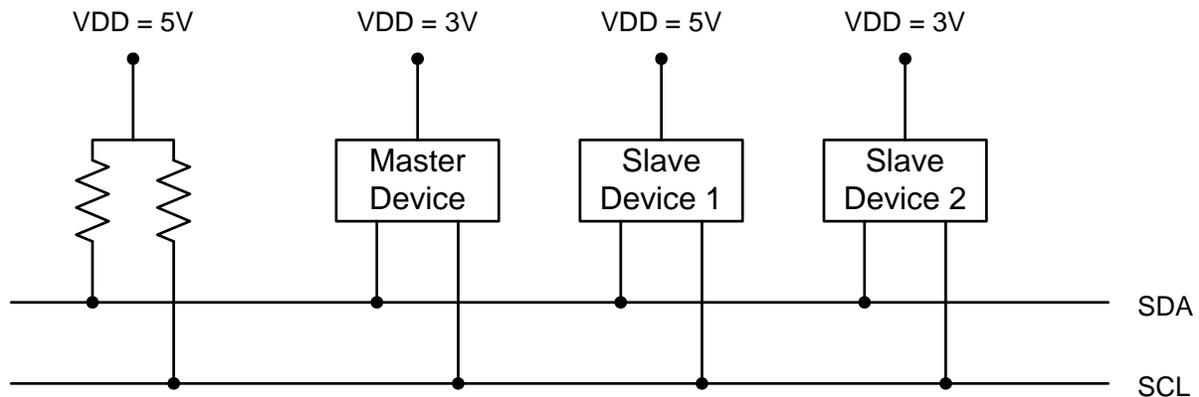 VDD = 5V
VDD = 3V
VDD = 5V
VDD = 3V
Master
Device
Slave
Device 1
Slave
Device 2
SDA
SCL